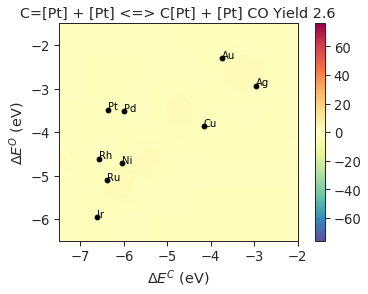 C=[Pt] + [Pt] <=> C[Pt] + [Pt] CO Yield 2.6
−2
−3
−4
−5
−6
ΔE^O (eV)
Au
Ag
Pt
Pd
Cu
Rh
Ni
Ru
Ir
−7
−6
−5
−4
−3
−2
ΔE^C (eV)
60
40
20
0
−20
−40
−60